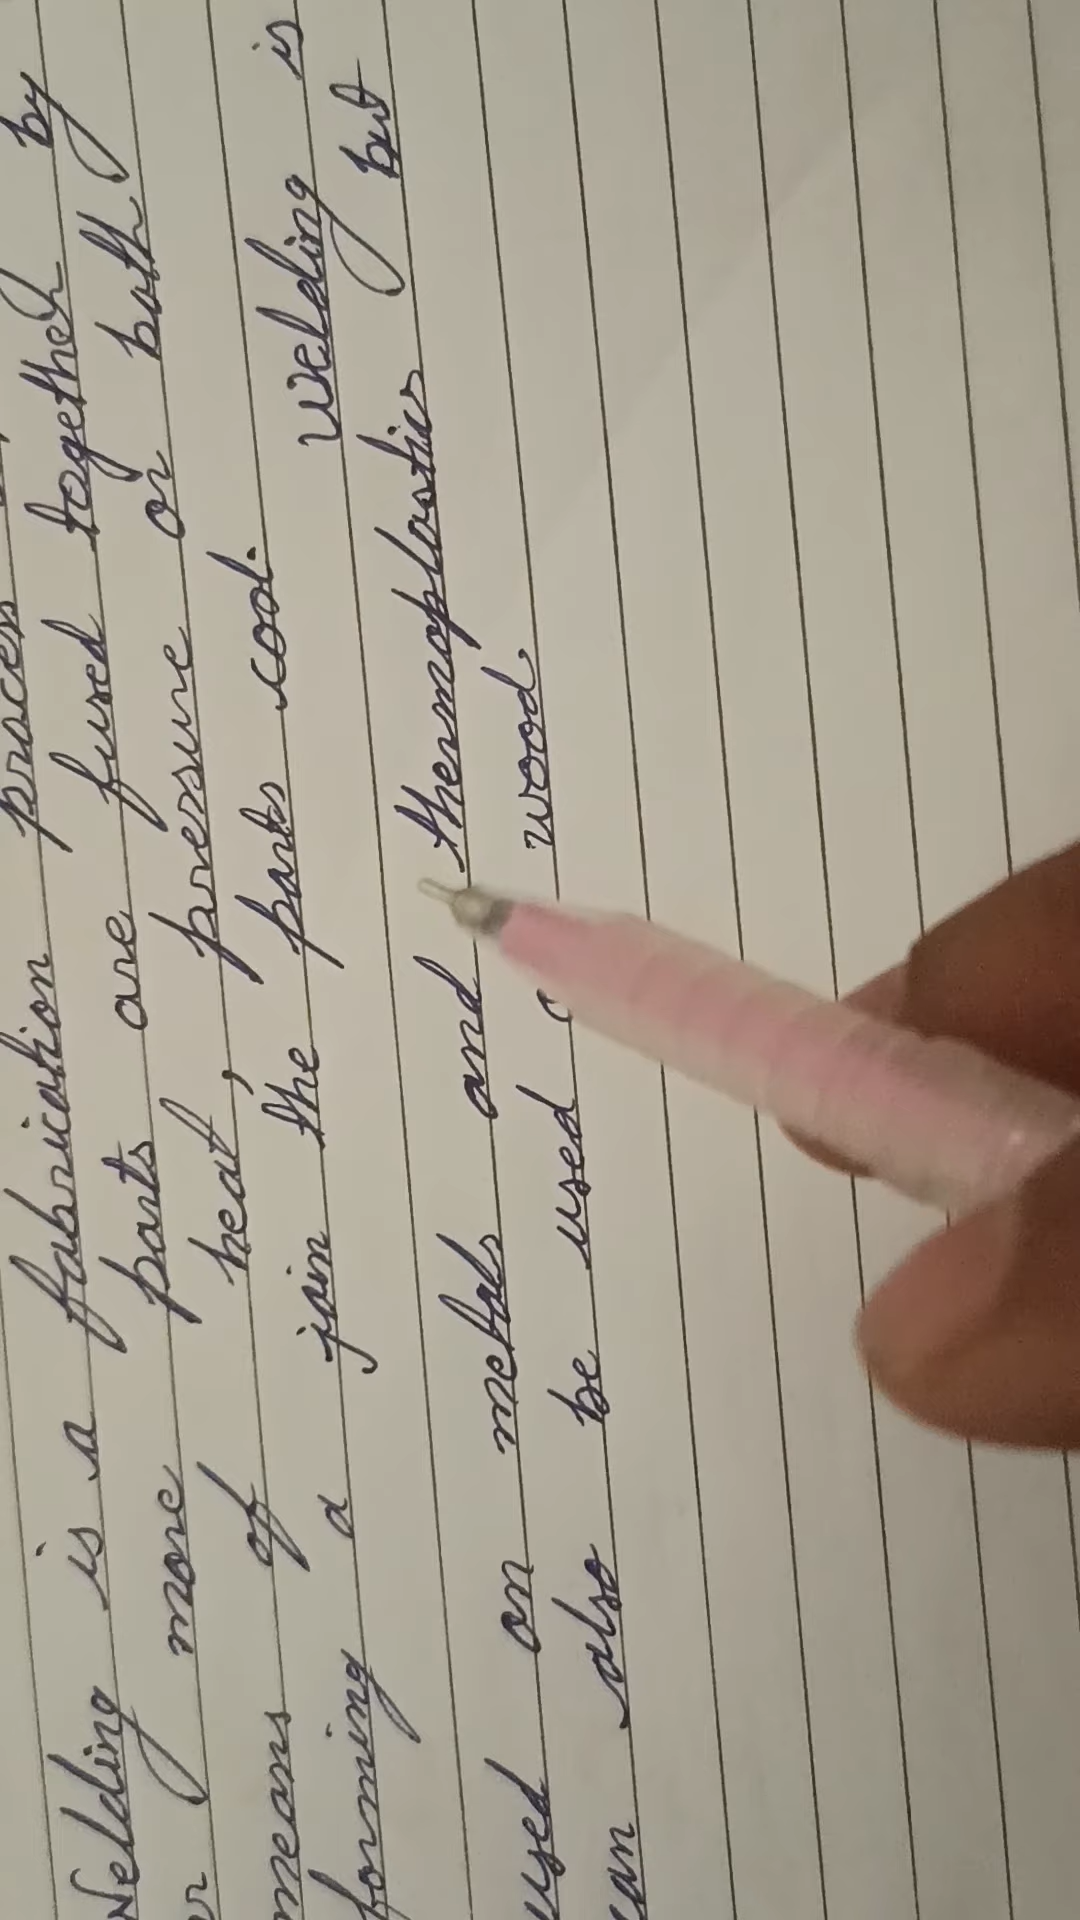 Welding is a fabrication process
more parts are fused together by
means of heat, pressure or both
forming a join the parts cool. Welding is
used on metals and thermoplastics but
can also be used wood.